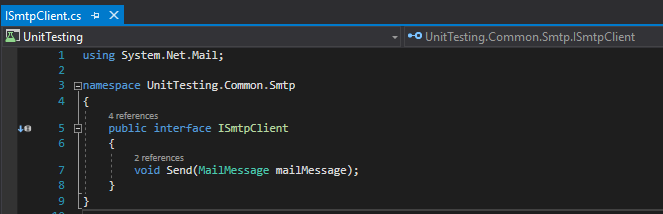 ISmtpClient.cs
UnitTesting
UnitTesting.Common.Smtp.ISmtpClient
1 using System.Net.Mail;
2
3 namespace UnitTesting.Common.Smtp
4 {
4 references
5 public interface ISmtpClient
6 {
2 references
7 void Send(MailMessage mailMessage);
8 }
9 }
10